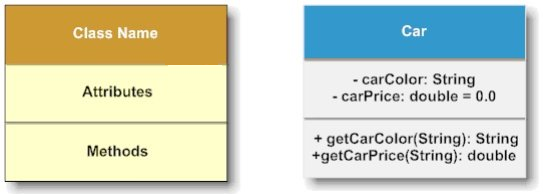 Class Name
Attributes
Methods
Car
- carColor: String
- carPrice: double = 0.0
+ getCarColor(String): String
+getCarPrice(String): double